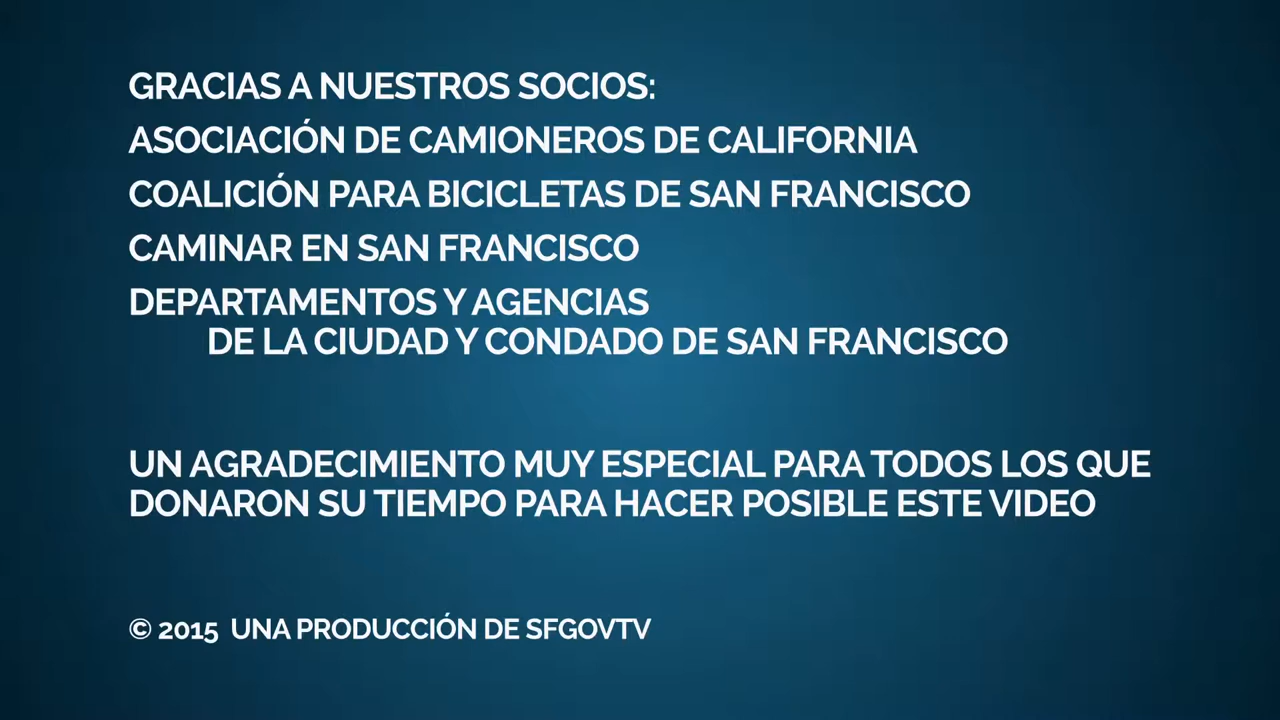 GRACIAS A NUESTROS SOCIOS:
ASOCIACIÓN DE CAMIONEROS DE CALIFORNIA
COALICIÓN PARA BICICLETAS DE SAN FRANCISCO
CAMINAR EN SAN FRANCISCO
DEPARTAMENTOS Y AGENCIAS
DE LA CIUDAD Y CONDADO DE SAN FRANCISCO
UN AGRADECIMIENTO MUY ESPECIAL PARA TODOS LOS QUE
DONARON SU TIEMPO PARA HACER POSIBLE ESTE VIDEO
© 2015 UNA PRODUCCIÓN DE SFGOVTV